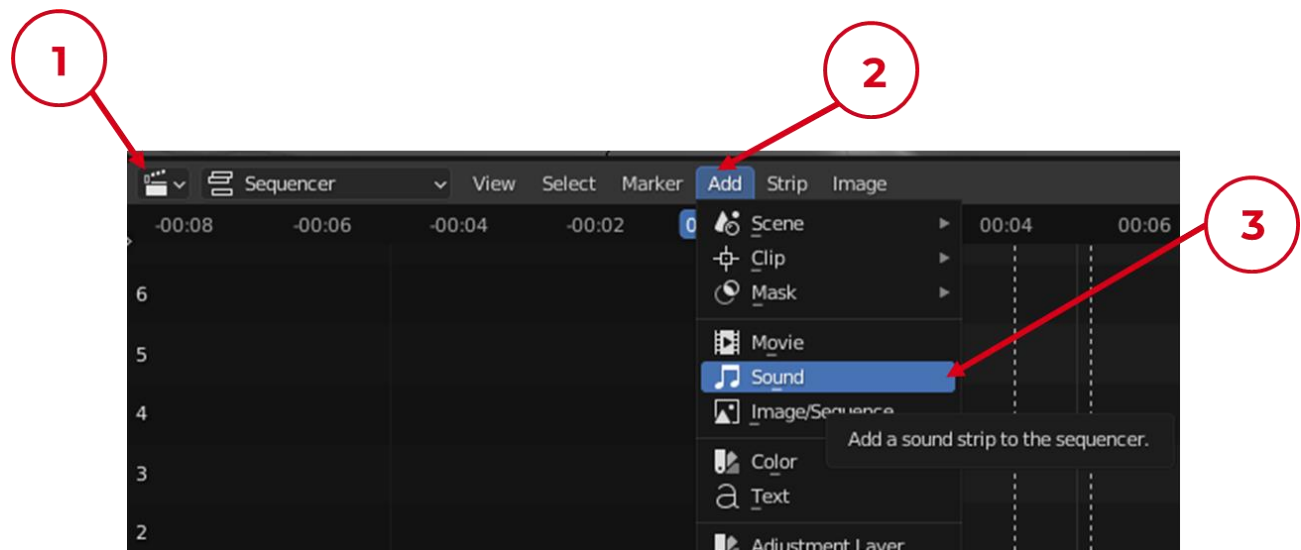 1
2
Sequencer View Select Marker Add Strip Image
-00:08 -00:06 -00:04 -00:02 0 00:04 00:06
3
Scene
Clip
6
Mask
Movie
5
Sound
4
Image/Sequence
Add a sound strip to the sequencer.
Color
3
Text
2
Adjustment Layer